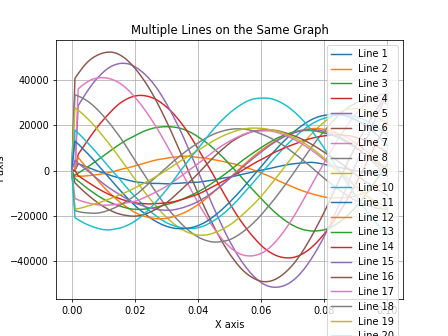 Multiple Lines on the Same Graph
40000
20000
0
−20000
−40000
0.00
0.02
0.04
0.06
X axis
Line 1
Line 2
Line 3
Line 4
Line 5
Line 6
Line 7
Line 8
Line 9
Line 10
Line 11
Line 12
Line 13
Line 14
Line 15
Line 16
Line 17
Line 18
Line 19
Line 20